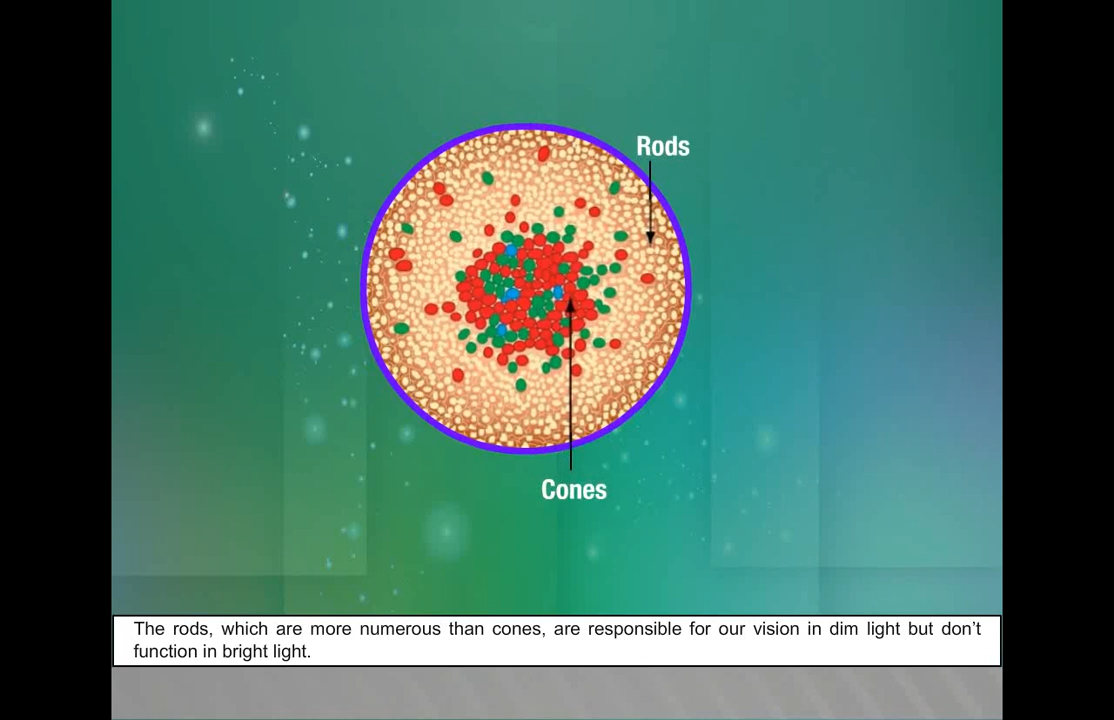 Rods
Cones
The rods, which are more numerous than cones, are responsible for our vision in dim light but don’t
function in bright light.